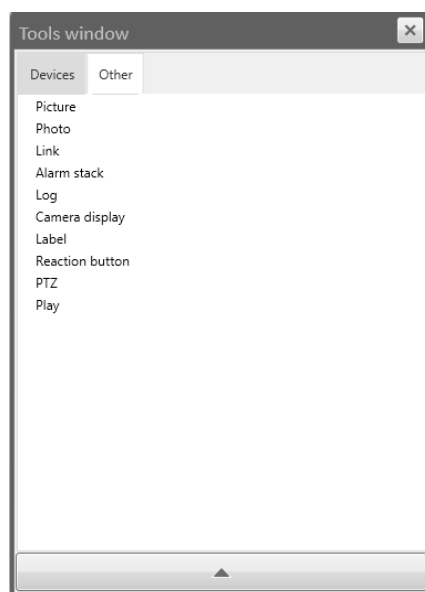 Tools window
Devices Other
Picture
Photo
Link
Alarm stack
Log
Camera display
Label
Reaction button
PTZ
Play